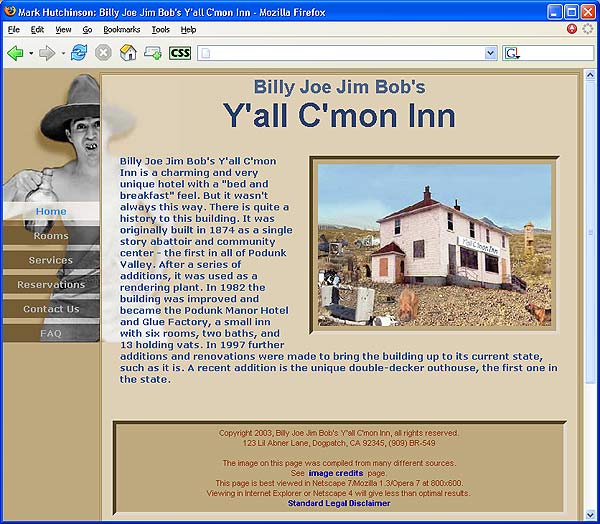 Mark Hutchinson: Billy Joe Jim Bob's Y'all C'mon Inn - Mozilla Firefox
File Edit View Go Bookmarks Tools Help
CSS
Billy Joe Jim Bob's
Y'all C'mon Inn
Home
Rooms
Services
Reservations
Contact Us
FAQ
Billy Joe Jim Bob's Y'all C'mon
Inn is a charming and very
unique hotel with a "bed and
breakfast" feel. But it wasn't
always this way. There is quite a
history to this building. It was
originally built in 1874 as a single
story abattoir and community
center - the first in all of Podunk
Valley. After a series of
additions, it was used as a
rendering plant. In 1982 the
building was improved and
became the Podunk Manor Hotel
and Glue Factory, a small inn
with six rooms, two baths, and
13 holding vats. In 1997 further
additions and renovations were made to bring the building up to its current state,
such as it is. A recent addition is the unique double-decker outhouse, the first one in
the state.
Y'all C'mon Inn
Copyright 2003, Billy Joe Jim Bob's Y'all C'mon Inn, all rights reserved.
123 Lil Abner Lane, Dogpatch, CA 92345, (909) BR-549
The image on this page was compiled from many different sources.
See image credits page.
This page is best viewed in Netscape 7/Mozilla 1.3/Opera 7 at 800x600.
Viewing in Internet Explorer or Netscape 4 will give less than optimal results.
Standard Legal Disclaimer